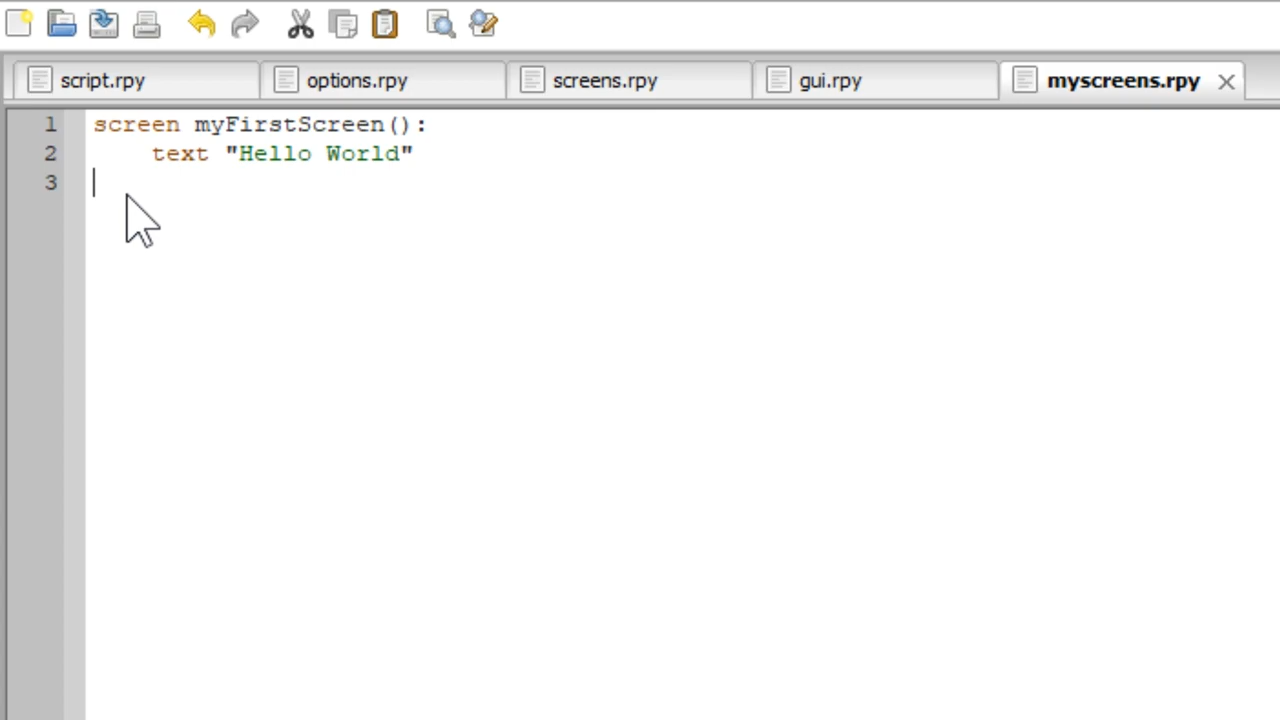 script.rpy options.rpy screens.rpy gui.rpy myscreens.rpy
1 screen myFirstScreen():
2     text "Hello World"
3